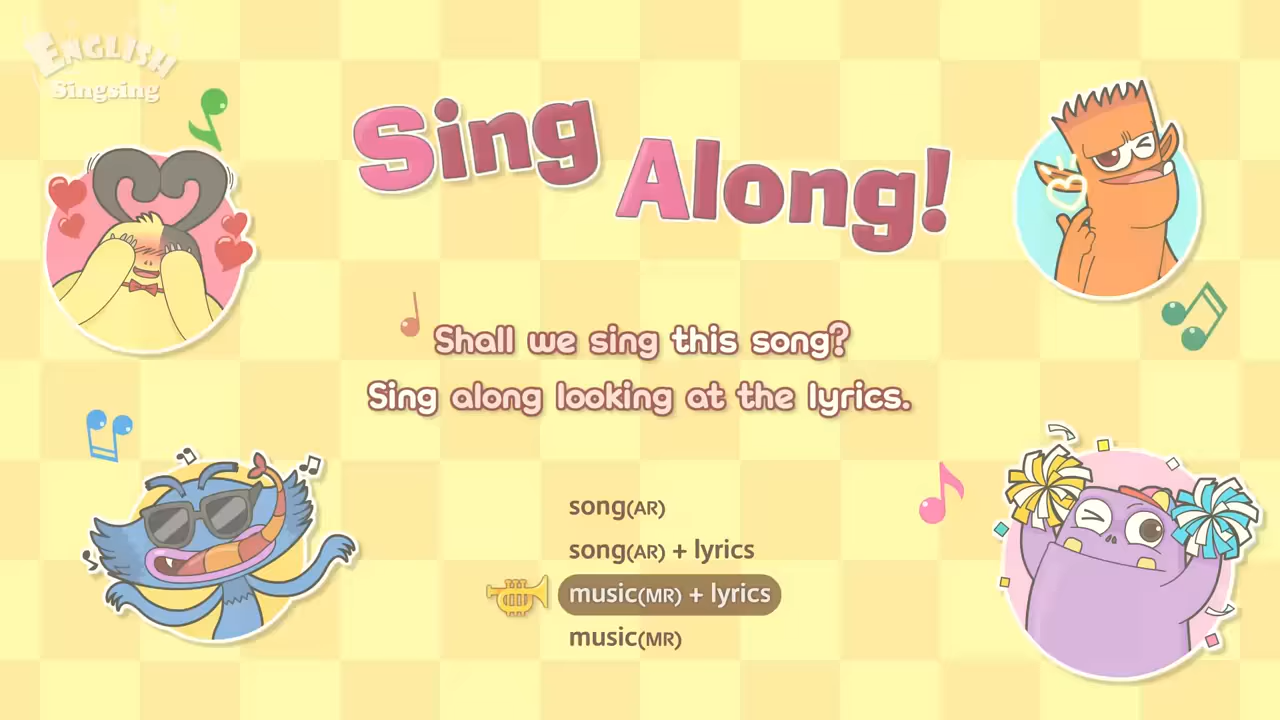 ENGLISH
Singsing
Sing Along!
Shall we sing this song?
Sing along looking at the lyrics.
song(AR)
song(AR) + lyrics
music(MR) + lyrics
music(MR)